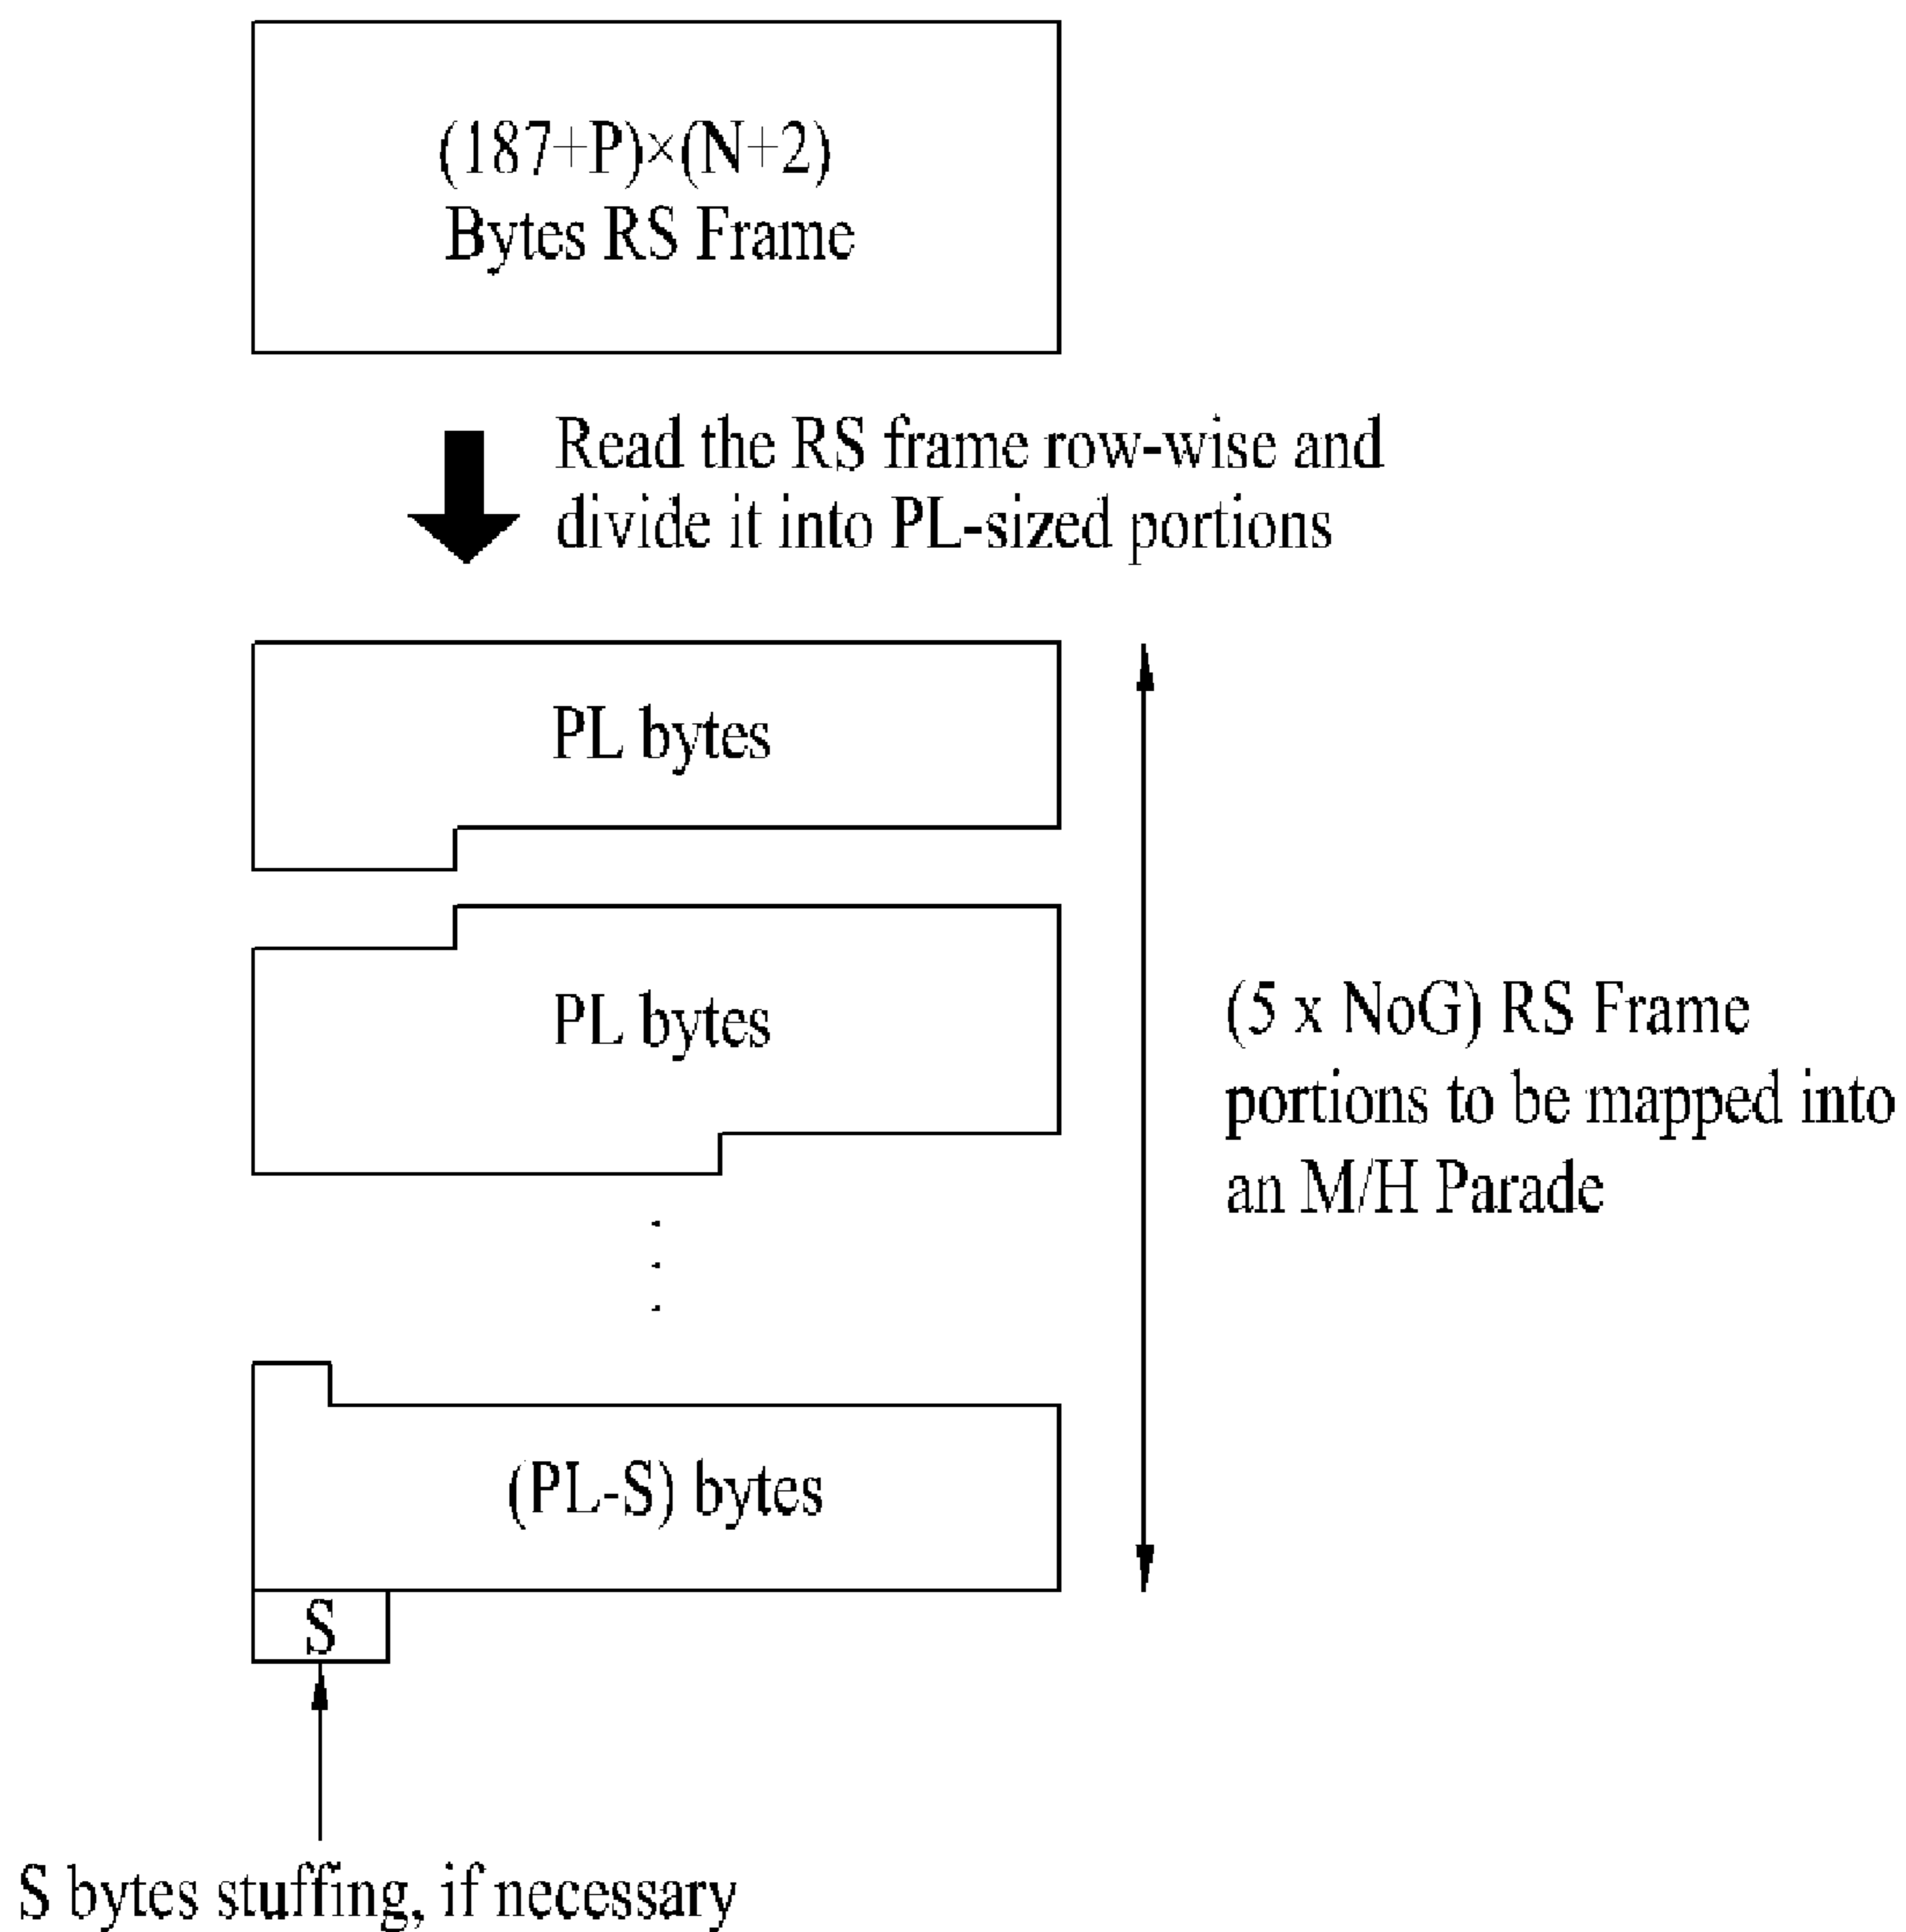 (187+P)×(N+2)
Bytes RS Frame
Read the RS frame row-wise and
divide it into PL-sized portions
PL bytes
PL bytes
(5 x NoG) RS Frame
portions to be mapped into
an M/H Parade
(PL-S) bytes
S
S bytes stuffing, if necessary